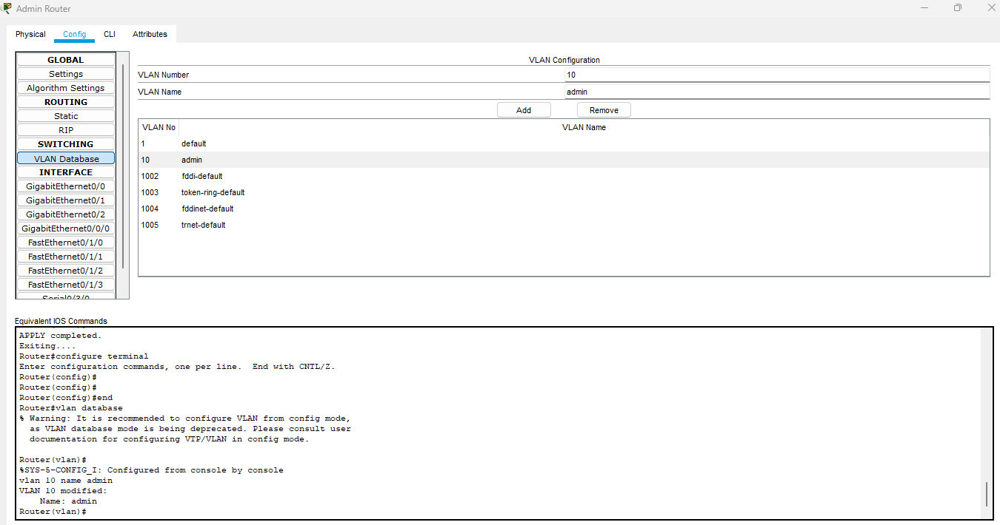 Admin Router
Physical Config CLI Attributes
GLOBAL
Settings
Algorithm Settings
ROUTING
Static
RIP
SWITCHING
VLAN Database
INTERFACE
GigabitEthernet0/0
GigabitEthernet0/1
GigabitEthernet0/2
GigabitEthernet0/0/0
FastEthernet0/1/0
FastEthernet0/1/1
FastEthernet0/1/2
FastEthernet0/1/3
Serial0/3/0
VLAN Configuration
VLAN Number 10
VLAN Name admin
Add Remove
VLAN No VLAN Name
1 default
10 admin
1002 fddi-default
1003 token-ring-default
1004 fddinet-default
1005 trnet-default
Equivalent IOS Commands
APPLY completed.
Exiting....
Router#configure terminal
Enter configuration commands, one per line.  End with CNTL/Z.
Router(config)#
Router(config)#
Router(config)#end
Router#vlan database
% Warning: It is recommended to configure VLAN from config mode,
as VLAN database mode is being deprecated. Please consult user
documentation for configuring VTP/VLAN in config mode.
Router(vlan)#
%SYS-5-CONFIG_I: Configured from console by console
vlan 10 name admin
VLAN 10 modified:
Name: admin
Router(vlan)#